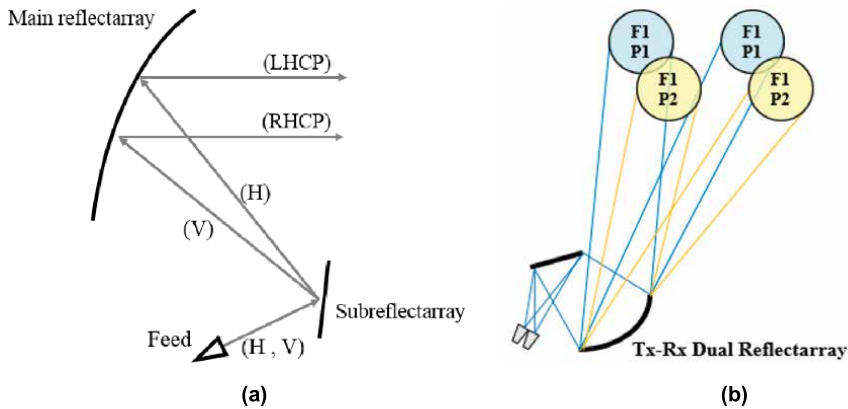 Main reflectarray
(LHCP)
(RHCP)
(H)
(V)
Subreflectarray
Feed
(H , V)
(a)
F1
P1
F1
P1
F1
P2
F1
P2
Tx-Rx Dual Reflectarray
(b)